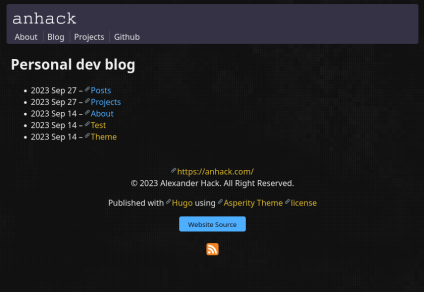 anhack
About Blog Projects Github
Personal dev blog
2023 Sep 27 – Posts
2023 Sep 27 – Projects
2023 Sep 14 – About
2023 Sep 14 – Test
2023 Sep 14 – Theme
https://anhack.com/
© 2023 Alexander Hack. All Right Reserved.
Published with Hugo using Asperity Theme license
Website Source